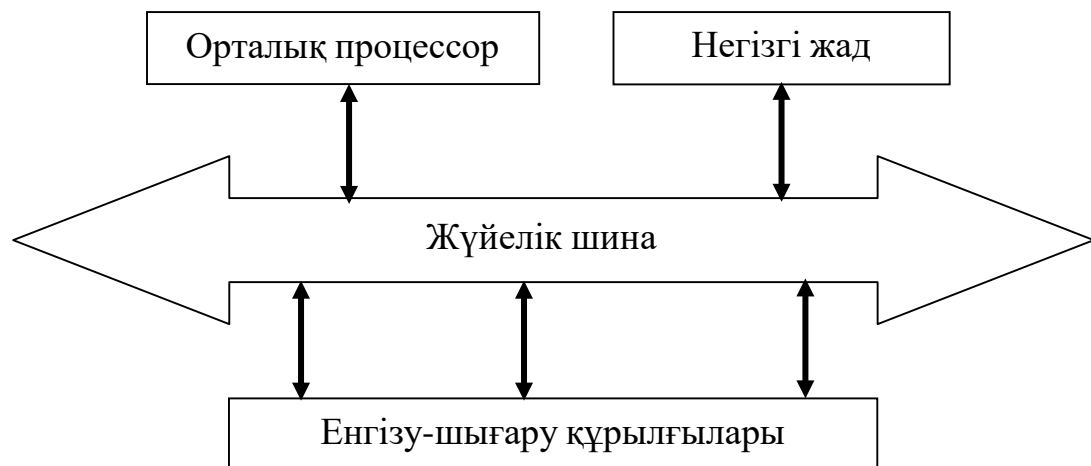 Орталық процессор
Негізгі жад
Жүйелік шина
Енгізу-шығару құрылғылары